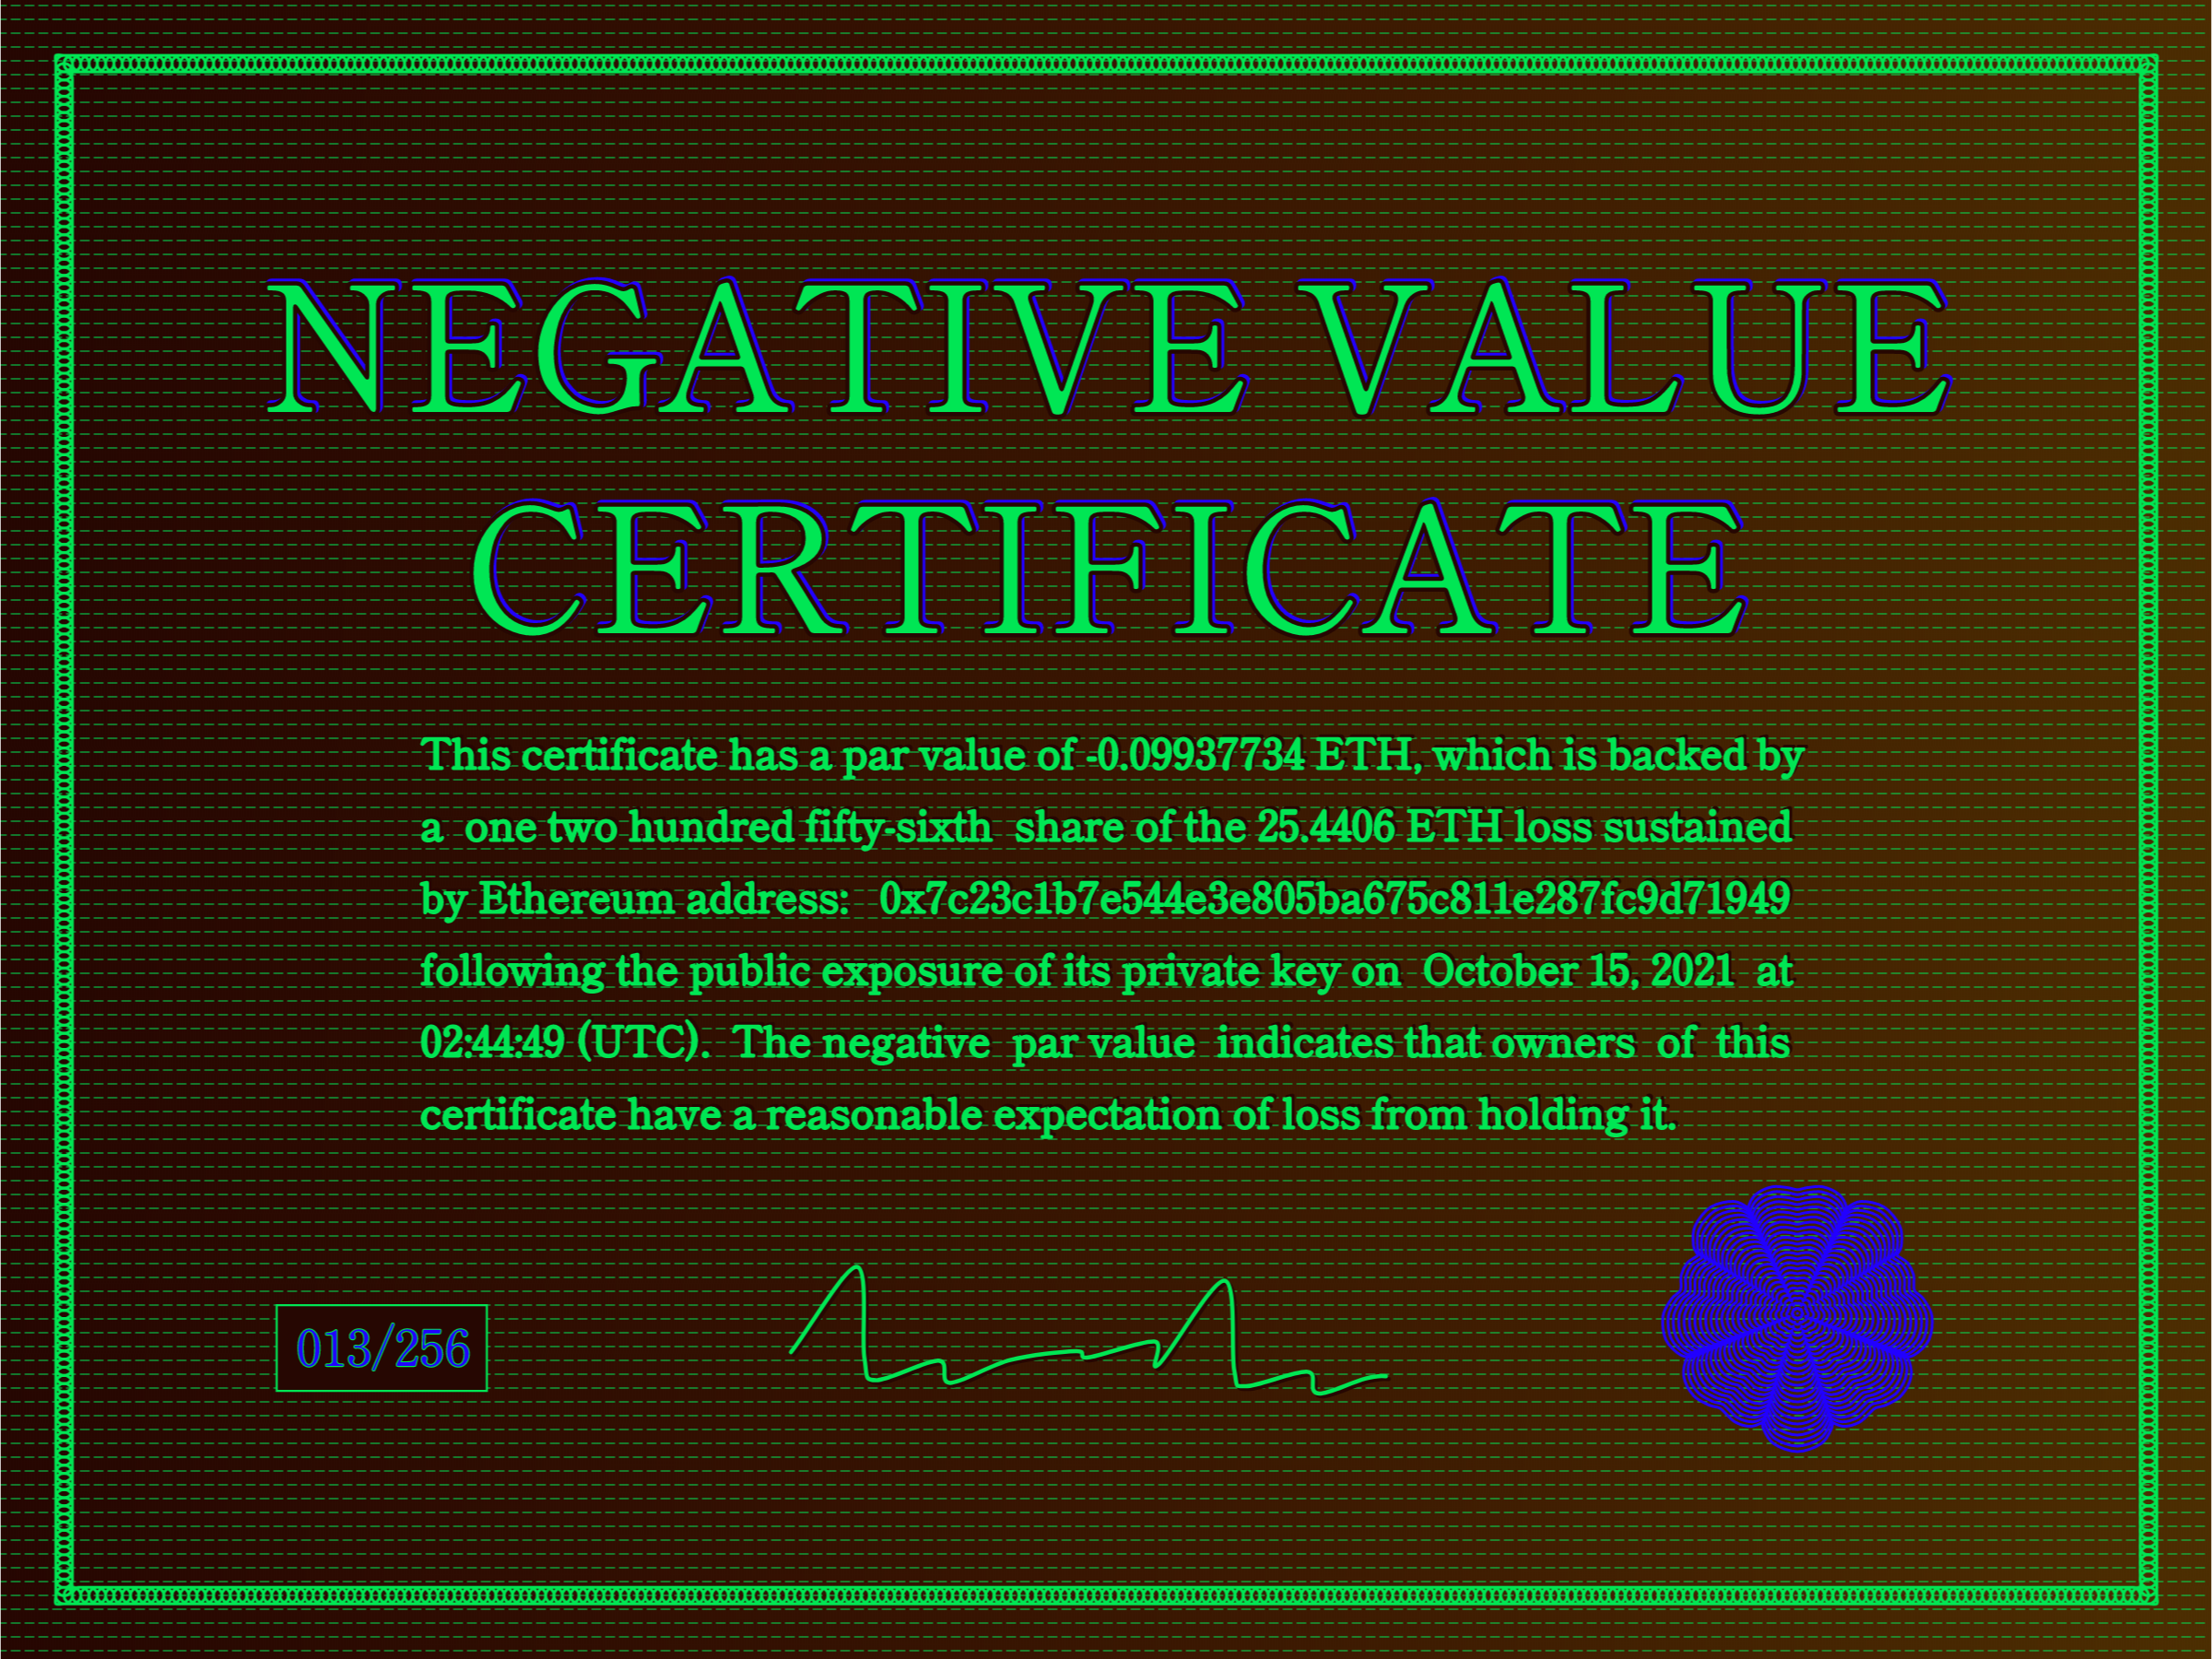 NEGATIVE VALUE
CERTIFICATE
This certificate has a par value of -0.09937734 ETH, which is backed by
a one two hundred fifty-sixth share of the 25.4406 ETH loss sustained
by Ethereum address: 0x7c23c1b7e544e3e805ba675c811e287fc9d71949
following the public exposure of its private key on October 15, 2021 at
02:44:49 (UTC). The negative par value indicates that owners of this
certificate have a reasonable expectation of loss from holding it.
013/256